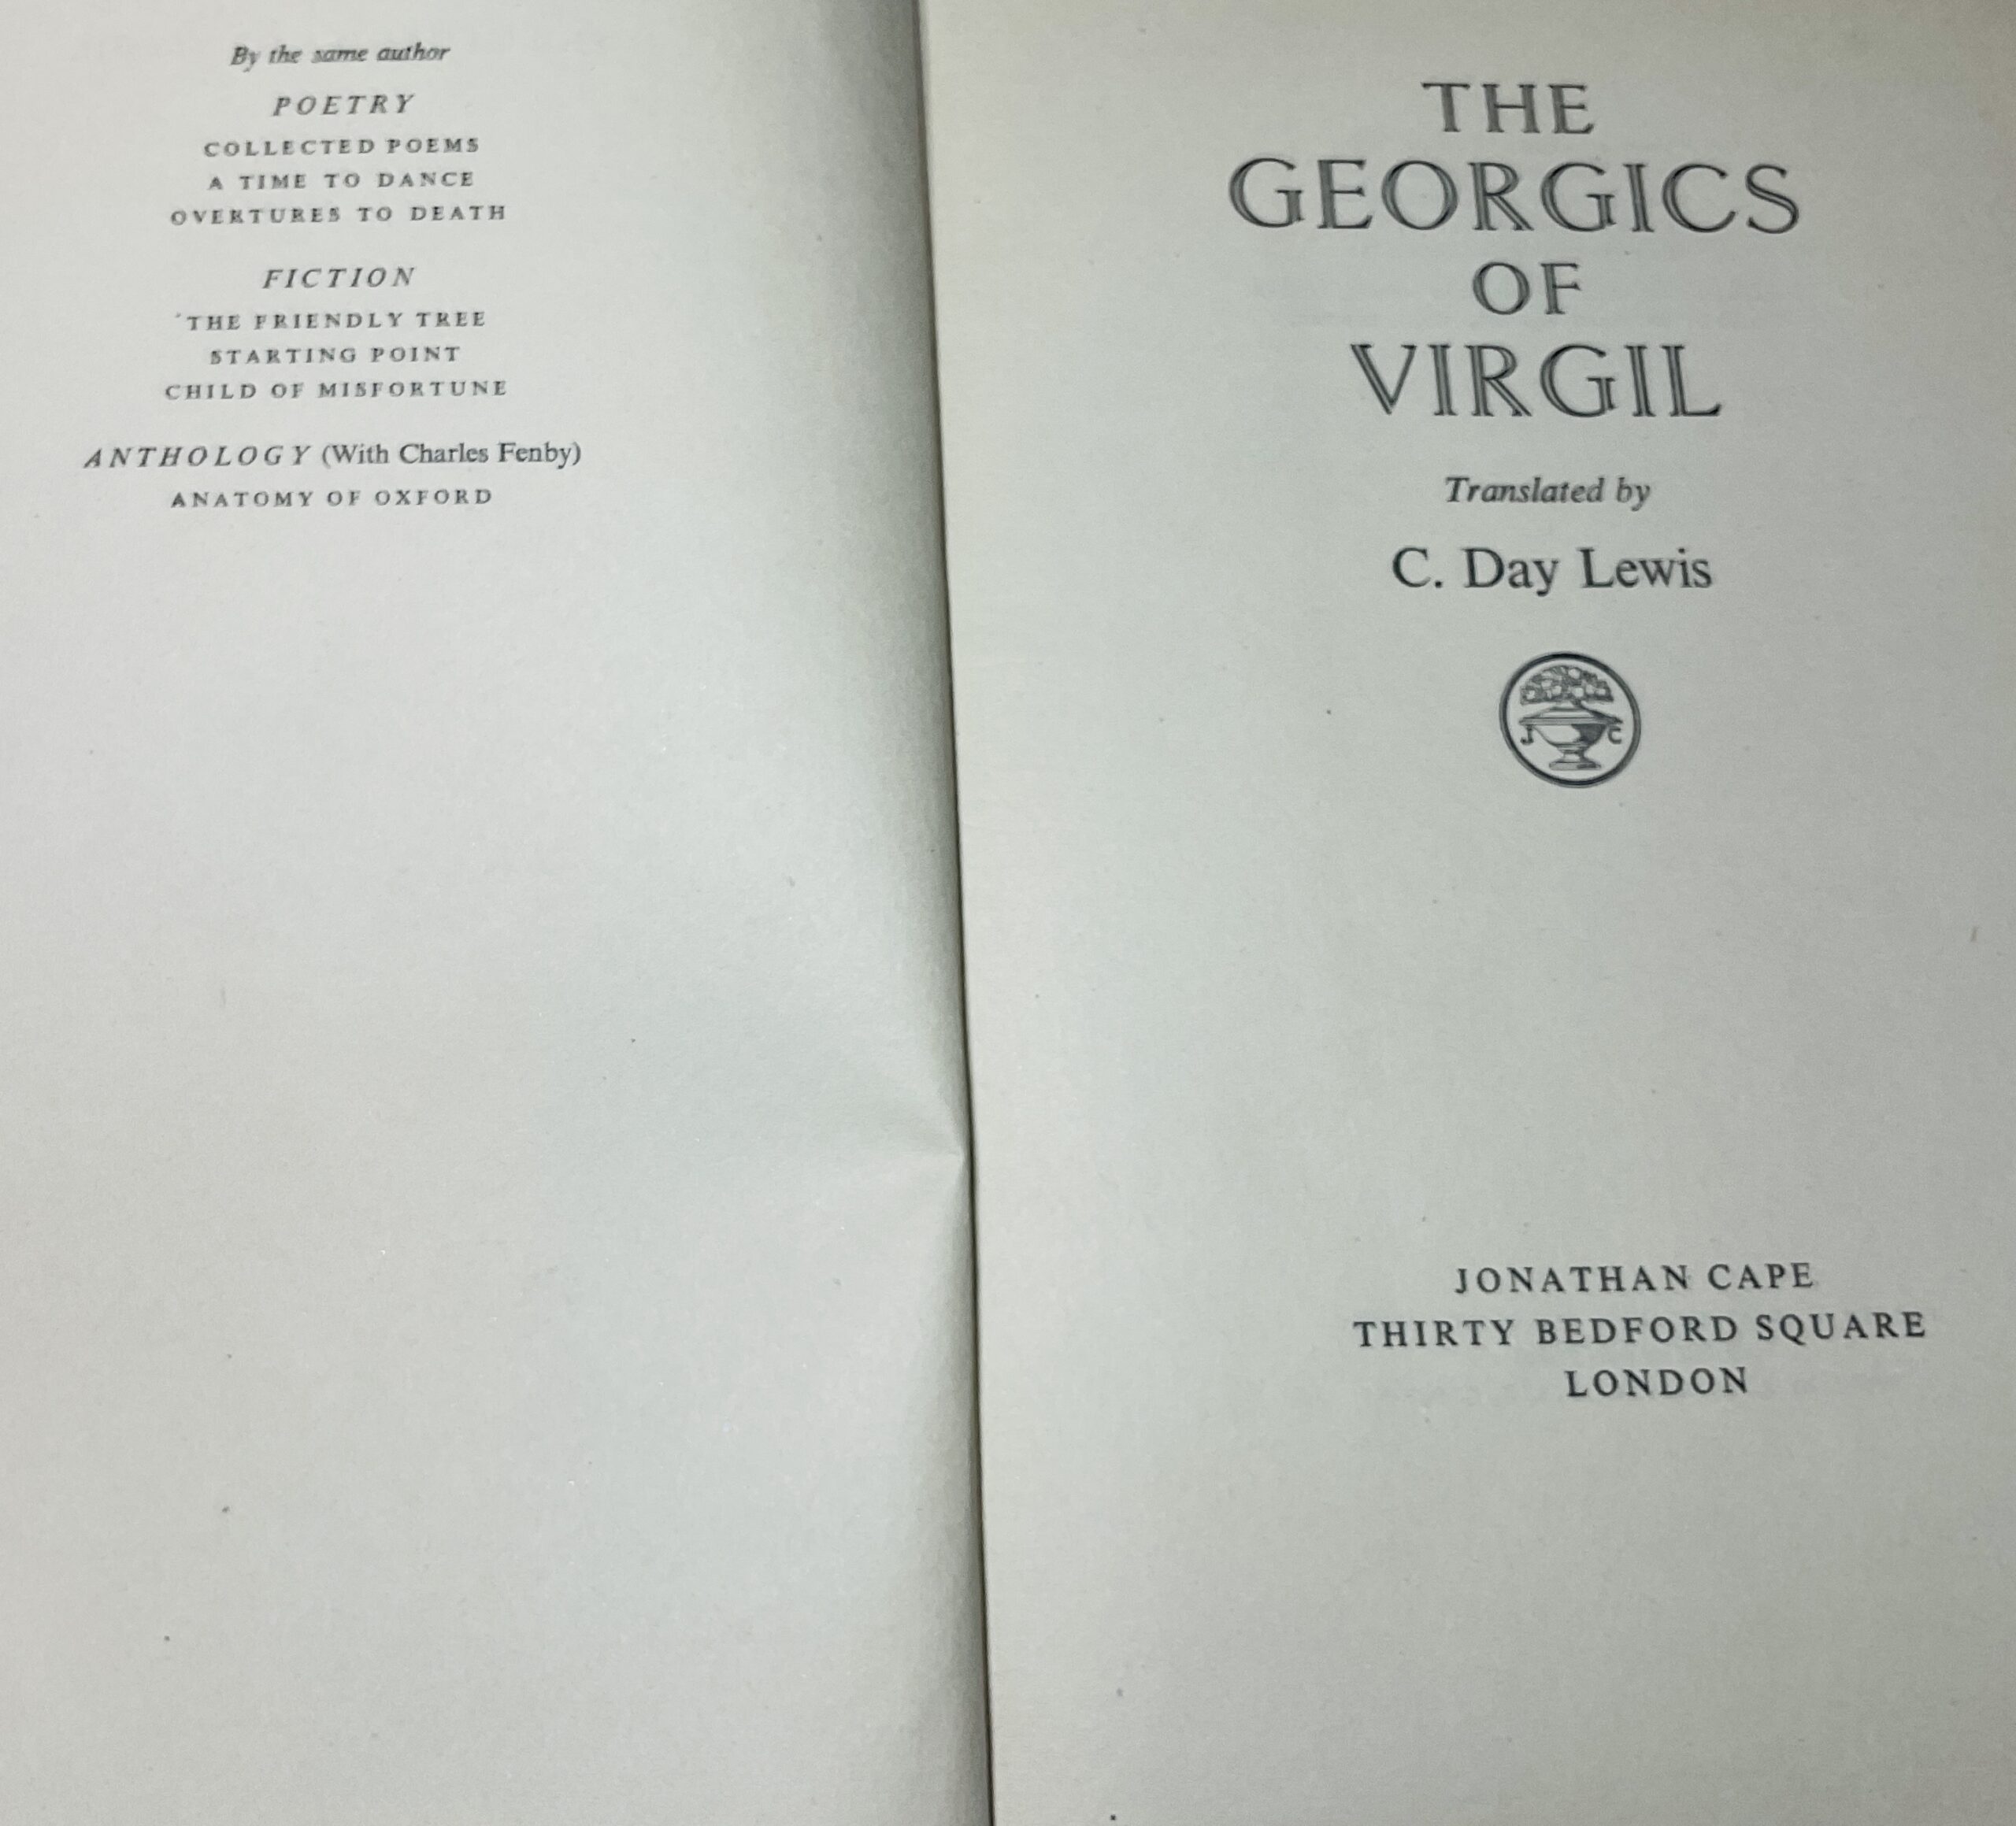 By the same author
POETRY
COLLECTED POEMS
A TIME TO DANCE
OVERTURES TO DEATH
FICTION
THE FRIENDLY TREE
STARTING POINT
CHILD OF MISFORTUNE
ANTHOLOGY (With Charles Fenby)
ANATOMY OF OXFORD
THE
GEORGICS
OF
VIRGIL
Translated by
C. Day Lewis
J C
JONATHAN CAPE
THIRTY BEDFORD SQUARE
LONDON